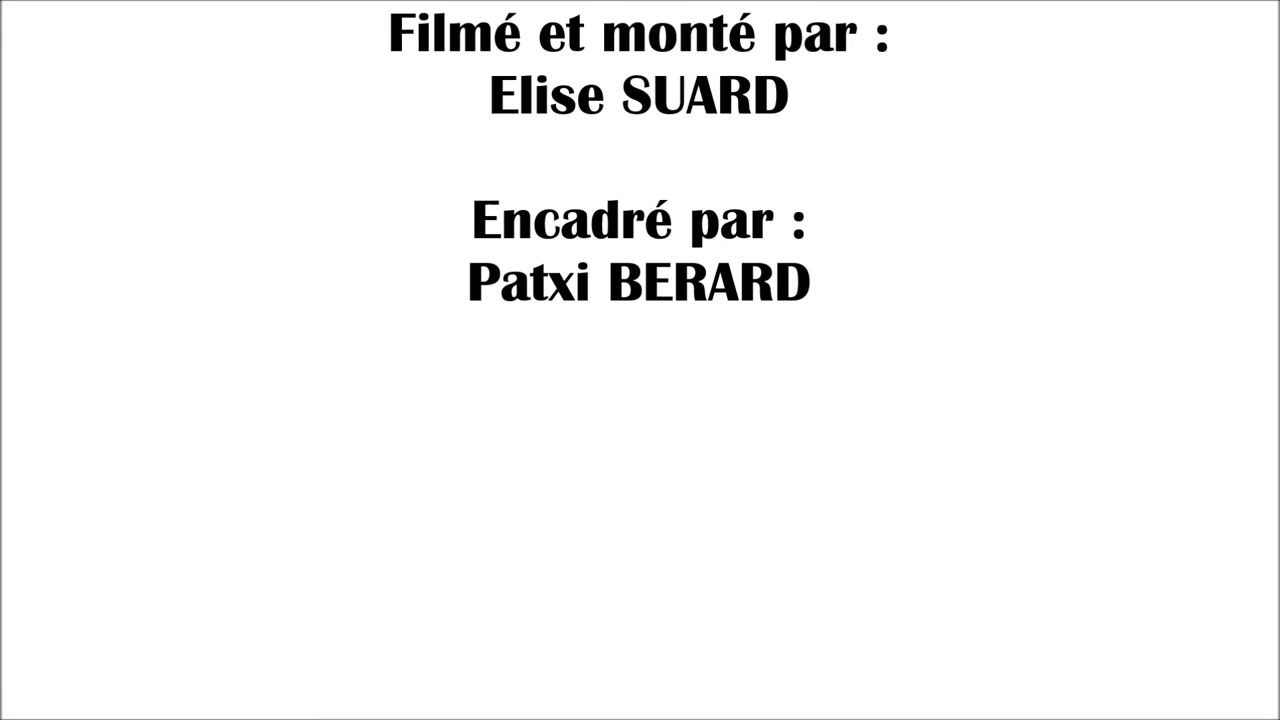 Filmé et monté par :
Elise SUARD
Encadré par :
Patxi BERARD